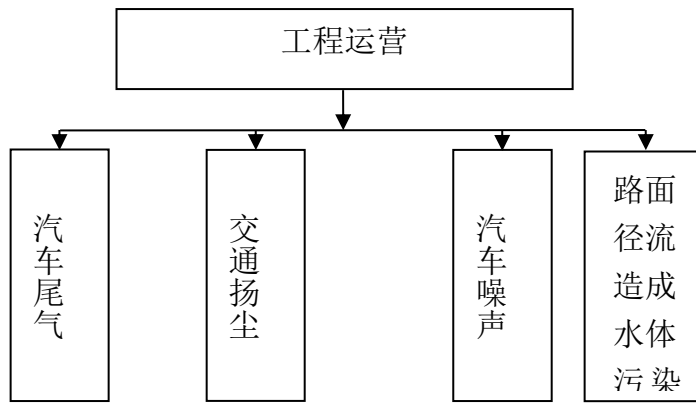 工程运营
汽车尾气
交通扬尘
汽车噪声
路面
径流
造成
水体
污染